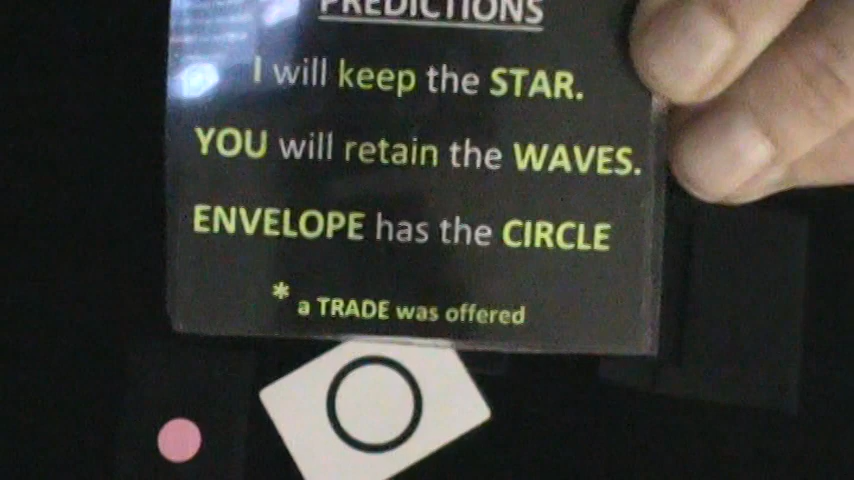 PREDICTIONS
I will keep the STAR.
YOU will retain the WAVES.
ENVELOPE has the CIRCLE
* a TRADE was offered